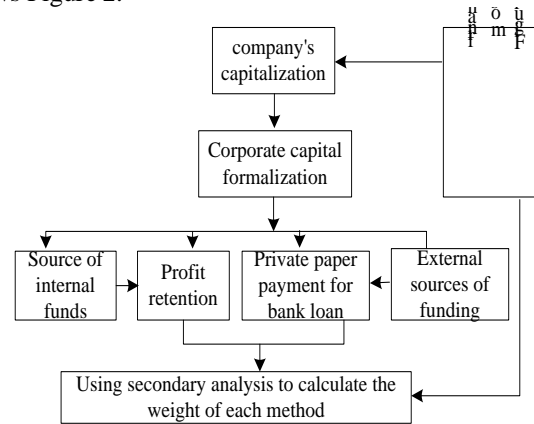 Figure 2.
company's
capitalization
Corporate capital
formalization
Source of
internal
funds
Profit
retention
Private paper
payment for
bank loan
External
sources of
funding
Using secondary analysis to calculate the
weight of each method